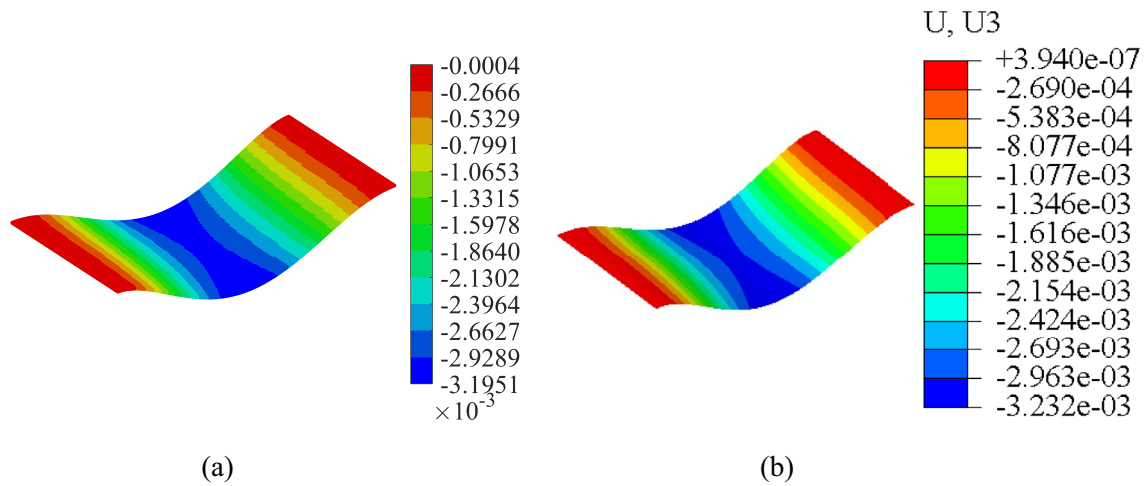 -0.0004
-0.2666
-0.5329
-0.7991
-1.0653
-1.3315
-1.5978
-1.8640
-2.1302
-2.3964
-2.6627
-2.9289
-3.1951
×10⁻³
(a)
U, U3
+3.940e-07
-2.690e-04
-5.383e-04
-8.077e-04
-1.077e-03
-1.346e-03
-1.616e-03
-1.885e-03
-2.154e-03
-2.424e-03
-2.693e-03
-2.963e-03
-3.232e-03
(b)